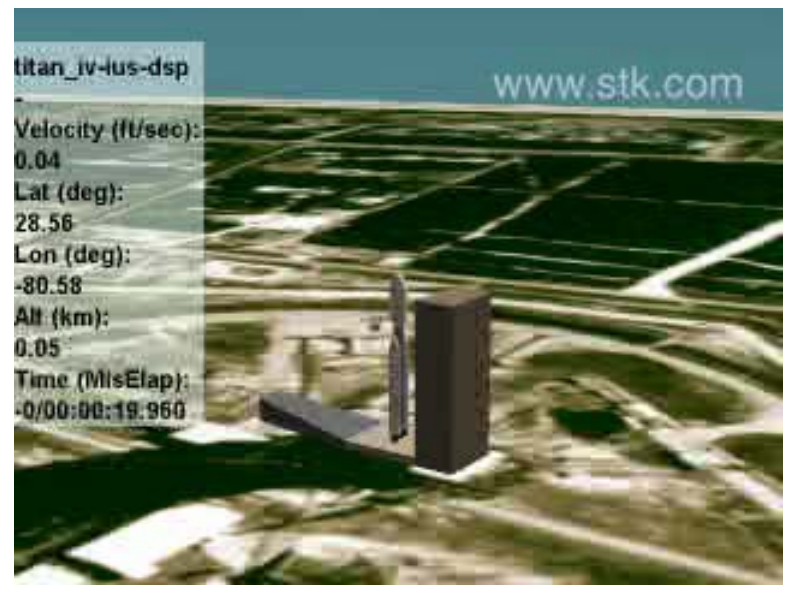 titan_iv-ius-dsp
-
Velocity (ft/sec):
0.04
Lat (deg):
28.56
Lon (deg):
-80.58
Alt (km):
0.05
Time (MisElap):
-0/00:00:19.960
www.stk.com